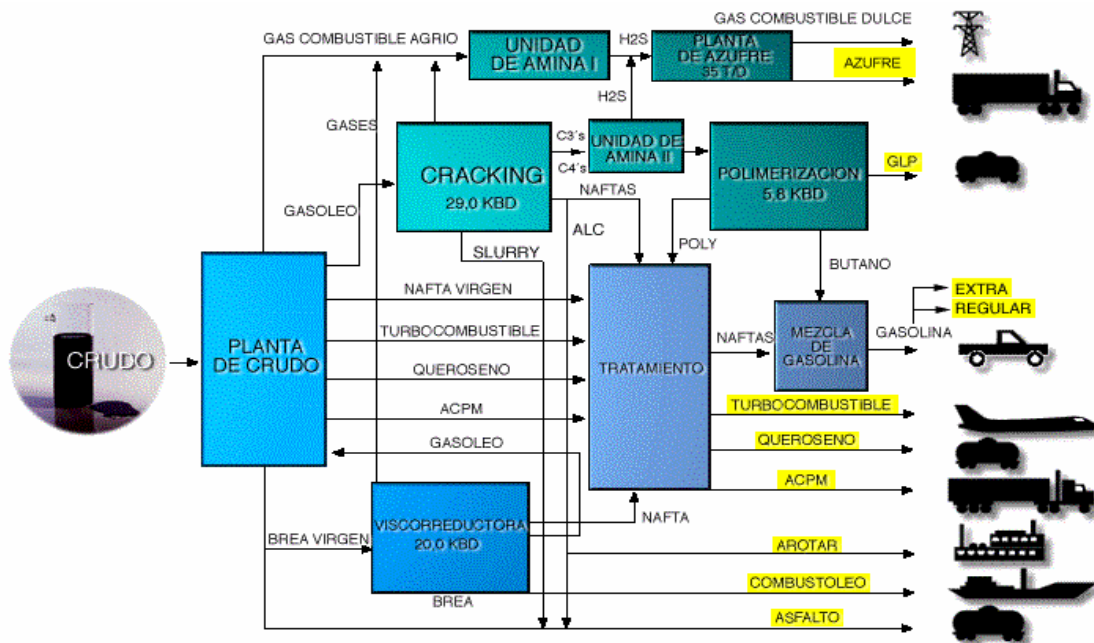 GAS COMBUSTIBLE DULCE
GAS COMBUSTIBLE AGRIO
UNIDAD
DE AMINA I
H2S
PLANTA
DE AZUFRE
35 T/D
AZUFRE
H2S
GASES
C3´s
C4's
UNIDAD DE
AMINA II
CRACKING
29,0 KBD
POLIMERIZACION
5,8 KBD
GLP
NAFTAS
GASOLEO
ALC
SLURRY
POLY
BUTANO
NAFTA VIRGEN
EXTRA
REGULAR
GASOLINA
CRUDO
PLANTA
DE CRUDO
TURBOCOMBUSTIBLE
NAFTAS
MEZCLA
DE
GASOLINA
QUEROSENO
TRATAMIENTO
ACPM
TURBOCOMBUSTIBLE
GASOLEO
QUEROSENO
ACPM
NAFTA
VISCORREDUCTORA
20,0 KBD
BREA VIRGEN
AROTAR
COMBUSTOLEO
BREA
ASFALTO